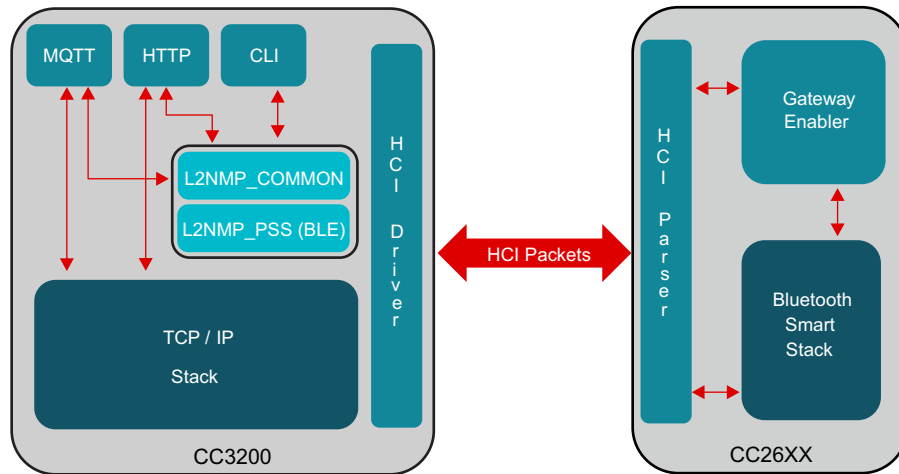 MQTT
HTTP
CLI
L2NMP_COMMON
L2NMP_PSS (BLE)
TCP / IP
Stack
HCI Driver
CC3200
HCI Packets
HCI Parser
Gateway
Enabler
Bluetooth
Smart
Stack
CC26XX